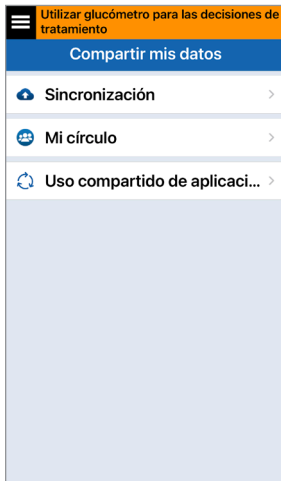 Utilizar glucómetro para las decisiones de
tratamiento
Compartir mis datos
Sincronización
Mi círculo
Uso compartido de aplicaci...